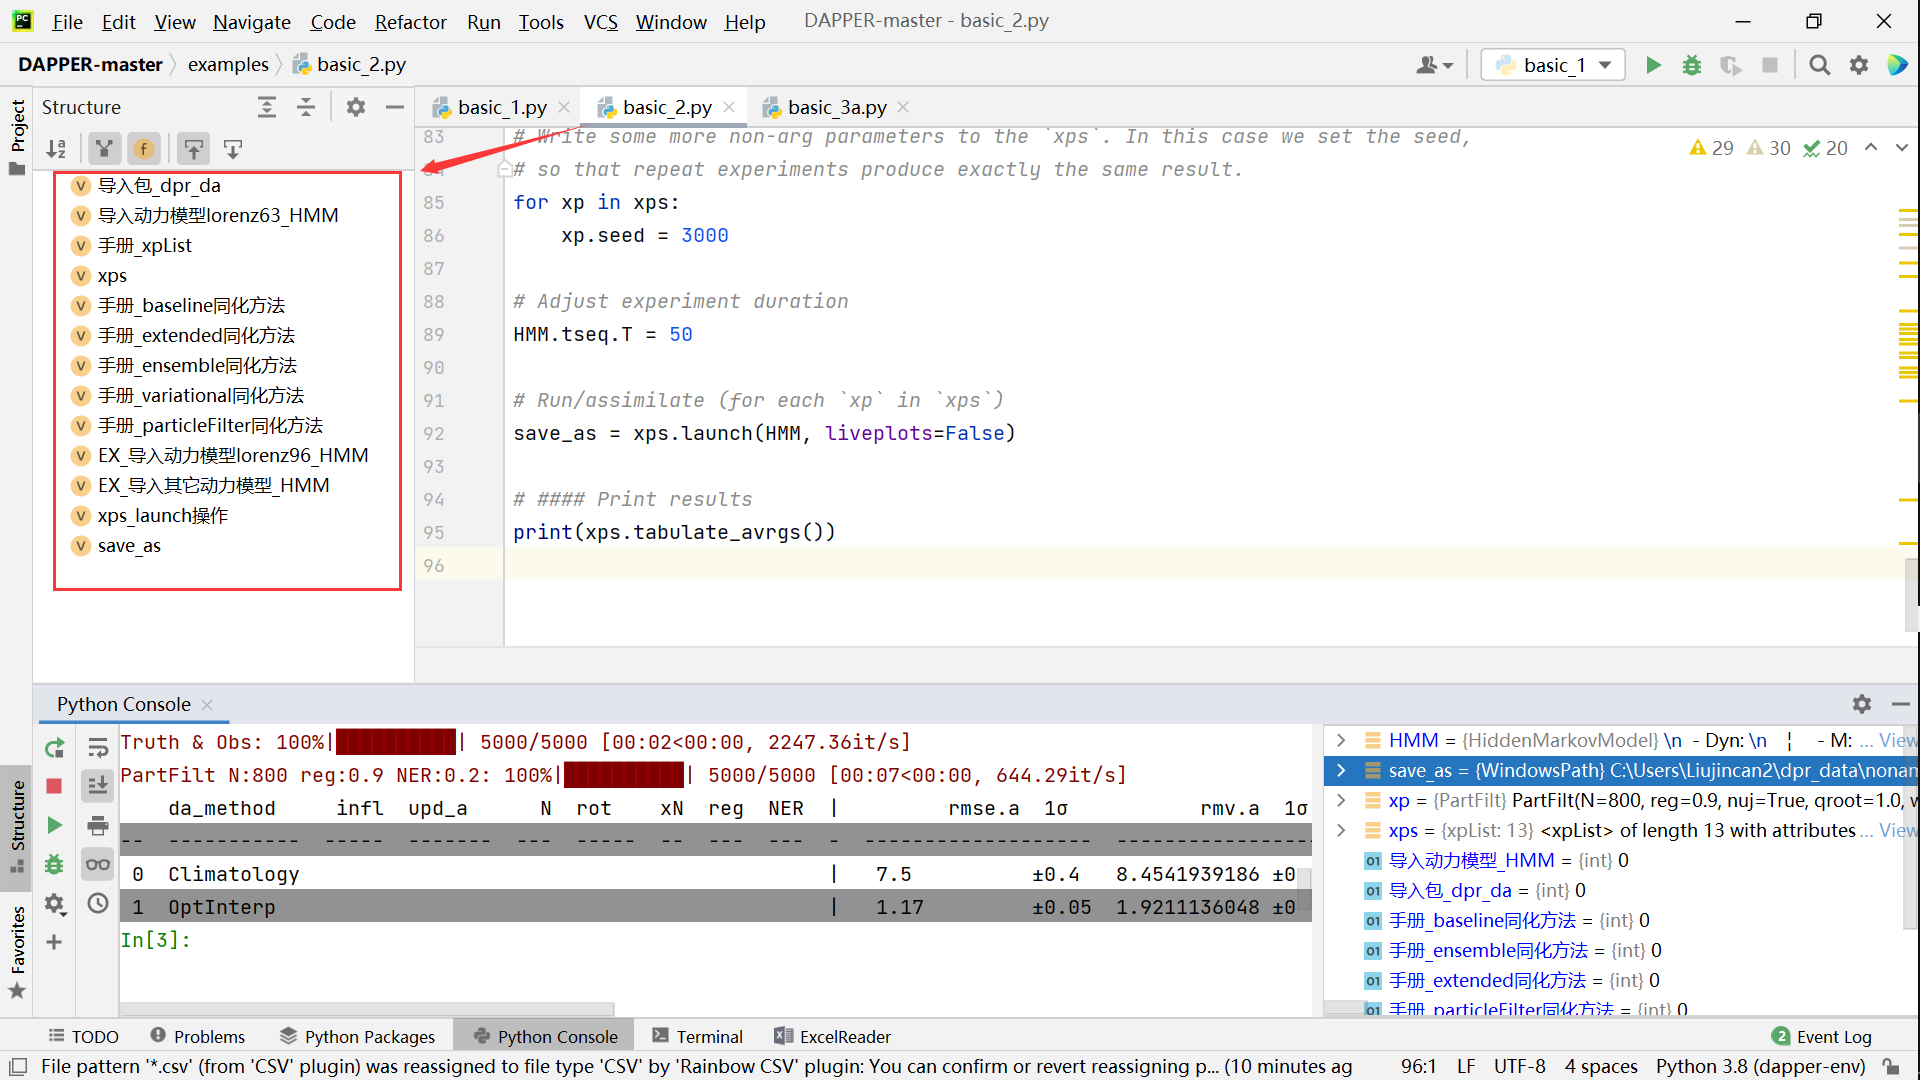 File Edit View Navigate Code Refactor Run Tools VCS Window Help DAPPER-master - basic_2.py
DAPPER-master examples basic_2.py basic_1
Project
Structure
basic_1.py basic_2.py basic_3a.py
导入包_dpr_da
导入动力模型lorenz63_HMM
手册_xpList
xps
手册_baseline同化方法
手册_extended同化方法
手册_ensemble同化方法
手册_variational同化方法
手册_particleFilter同化方法
EX_导入动力模型lorenz96_HMM
EX_导入其它动力模型_HMM
xps_launch操作
save_as
83 # Write some more non-arg parameters to the `xps`. In this case we set the seed,
# so that repeat experiments produce exactly the same result.
85 for xp in xps:
86 xp.seed = 3000
87
88 # Adjust experiment duration
89 HMM.tseq.T = 50
90
91 # Run/assimilate (for each `xp` in `xps`)
92 save_as = xps.launch(HMM, liveplots=False)
93
94 # #### Print results
95 print(xps.tabulate_avrgs())
96
29 30 20
Python Console
Truth & Obs: 100%|██████████| 5000/5000 [00:02<00:00, 2247.36it/s]
PartFilt N:800 reg:0.9 NER:0.2: 100%|██████████| 5000/5000 [00:07<00:00, 644.29it/s]
da_method infl upd_a N rot xN reg NER | rmse.a 1σ rmv.a 1σ
-- ----------- ----- ------- --- ----- -- --- --- - ----------------- -----------------
0 Climatology | 7.5 ±0.4 8.4541939186 ±0
1 OptInterp | 1.17 ±0.05 1.9211136048 ±0
In[3]:
HMM = {HiddenMarkovModel} \n - Dyn: \n ¦ - M: ... View
save_as = {WindowsPath} C:\Users\Liujincan2\dpr_data\nonam
xp = {PartFilt} PartFilt(N=800, reg=0.9, nuj=True, qroot=1.0, w
xps = {xpList: 13} <xpList> of length 13 with attributes ... View
导入动力模型_HMM = {int} 0
导入包_dpr_da = {int} 0
手册_baseline同化方法 = {int} 0
手册_ensemble同化方法 = {int} 0
手册_extended同化方法 = {int} 0
手册_particleFilter同化方法 = {int} 0
Structure
Favorites
TODO Problems Python Packages Python Console Terminal ExcelReader 2 Event Log
File pattern '*.csv' (from 'CSV' plugin) was reassigned to file type 'CSV' by 'Rainbow CSV' plugin: You can confirm or revert reassigning p... (10 minutes ag 96:1 LF UTF-8 4 spaces Python 3.8 (dapper-env)